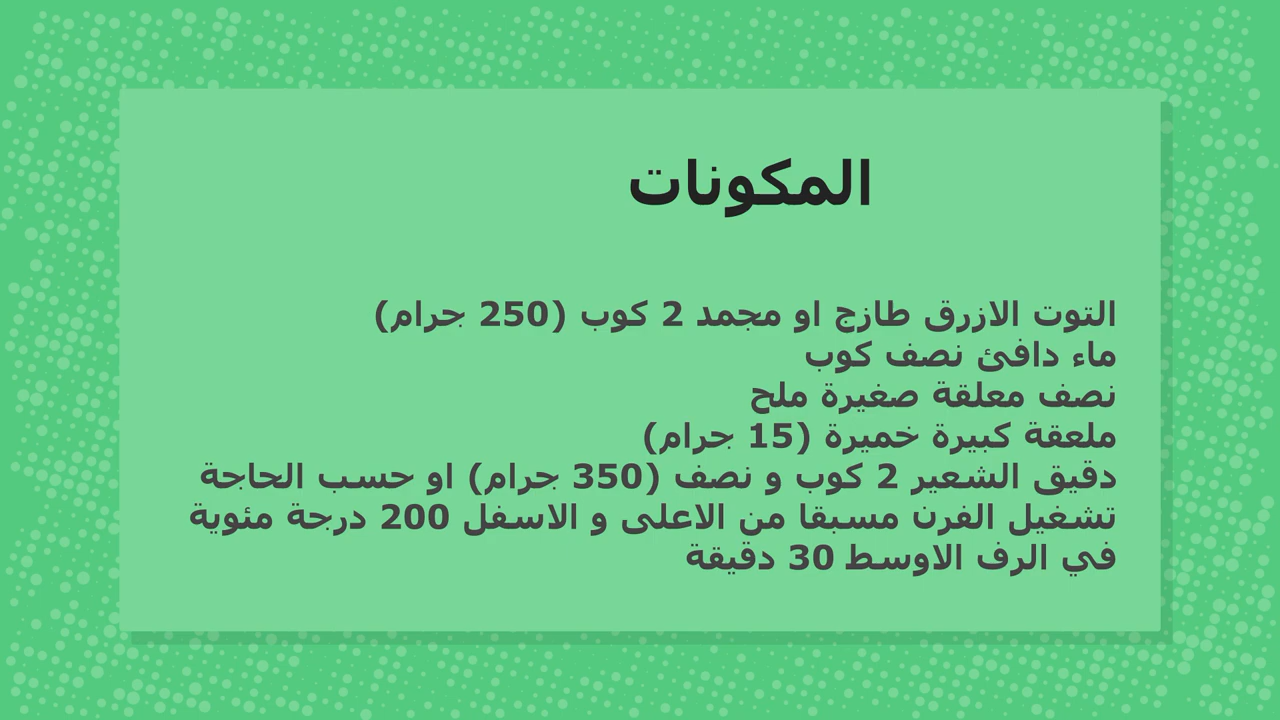 المكونات
التوت الازرق طازج او مجمد 2 كوب (250 جرام)
ماء دافئ نصف كوب
نصف معلقة صغيرة ملح
ملعقة كبيرة خميرة (15 جرام)
دقيق الشعير 2 كوب و نصف (350 جرام) او حسب الحاجة
تشغيل الفرن مسبقا من الاعلى و الاسفل 200 درجة مئوية
في الرف الاوسط 30 دقيقة